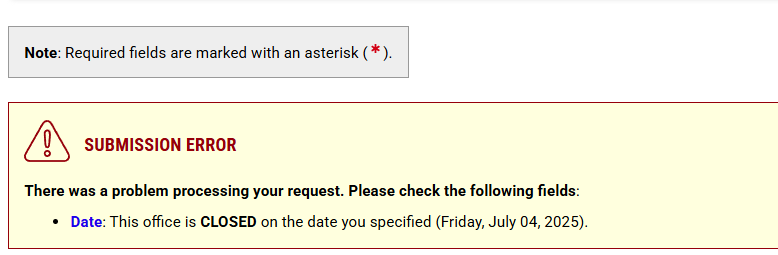 Note: Required fields are marked with an asterisk (*).
SUBMISSION ERROR
There was a problem processing your request. Please check the following fields:
• Date: This office is CLOSED on the date you specified (Friday, July 04, 2025).